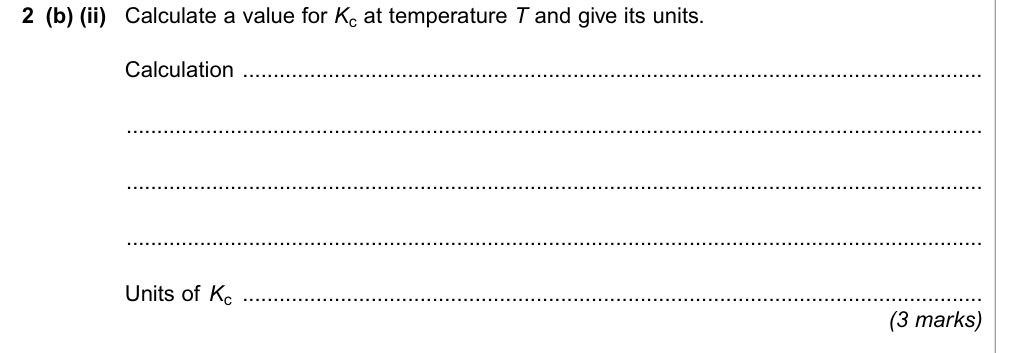 2 (b) (ii) Calculate a value for Kc at temperature T and give its units.
Calculation ..........................................................................................................................
..............................................................................................................................................
..............................................................................................................................................
..............................................................................................................................................
Units of Kc ..........................................................................................................................
(3 marks)